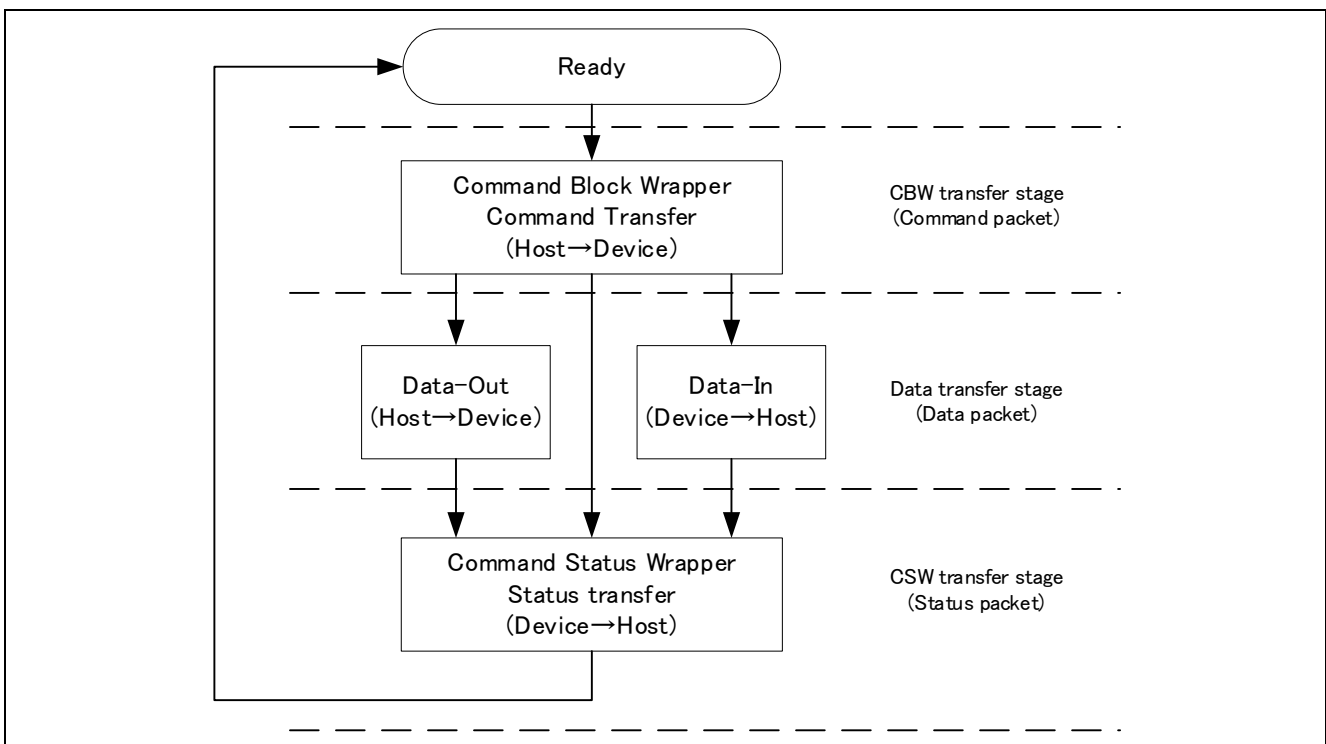 Ready
Command Block Wrapper
Command Transfer
(Host→Device)
CBW transfer stage
(Command packet)
Data-Out
(Host→Device)
Data-In
(Device→Host)
Data transfer stage
(Data packet)
Command Status Wrapper
Status transfer
(Device→Host)
CSW transfer stage
(Status packet)